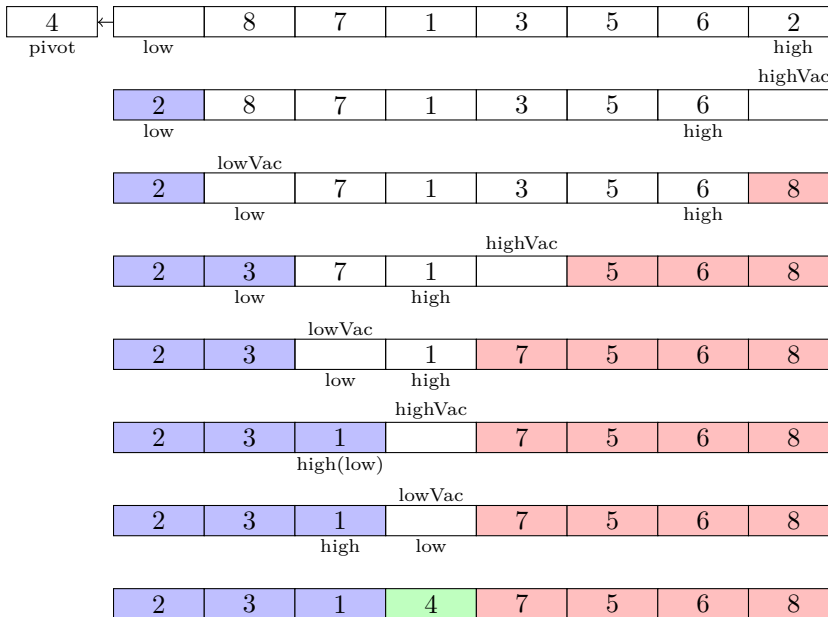 4 8 7 1 3 5 6 2
pivot low high
highVac
2 8 7 1 3 5 6
low high
lowVac
2 7 1 3 5 6 8
low high
highVac
2 3 7 1 5 6 8
low high
lowVac
2 3 1 7 5 6 8
low high
highVac
2 3 1 7 5 6 8
high(low)
lowVac
2 3 1 7 5 6 8
high low
2 3 1 4 7 5 6 8